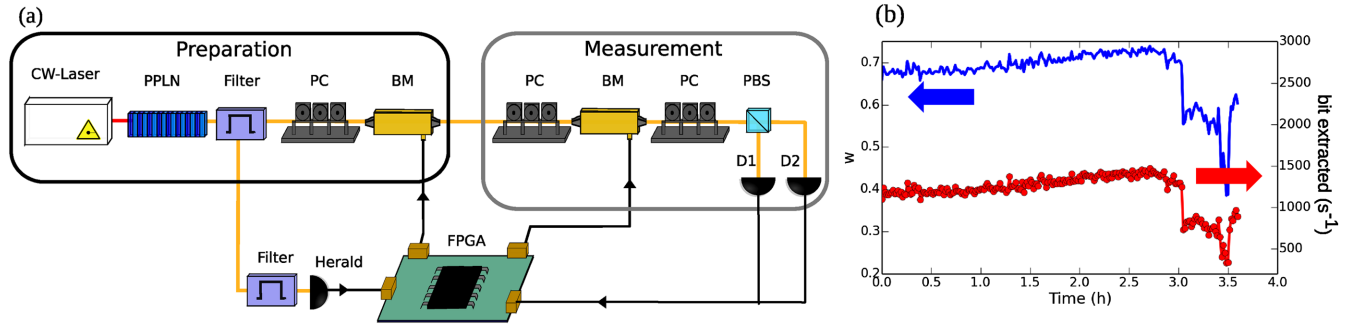 (a)
Preparation
CW-Laser
PPLN
Filter
PC
BM
Measurement
PC
BM
PC
PBS
D1
D2
FPGA
Filter
Herald
(b)
w
0.7
0.6
0.5
0.4
0.3
0.2
0.0 0.5 1.0 1.5 2.0 2.5 3.0 3.5 4.0
Time (h)
3000
2500
2000
1500
1000
500
bit extracted (s⁻¹)